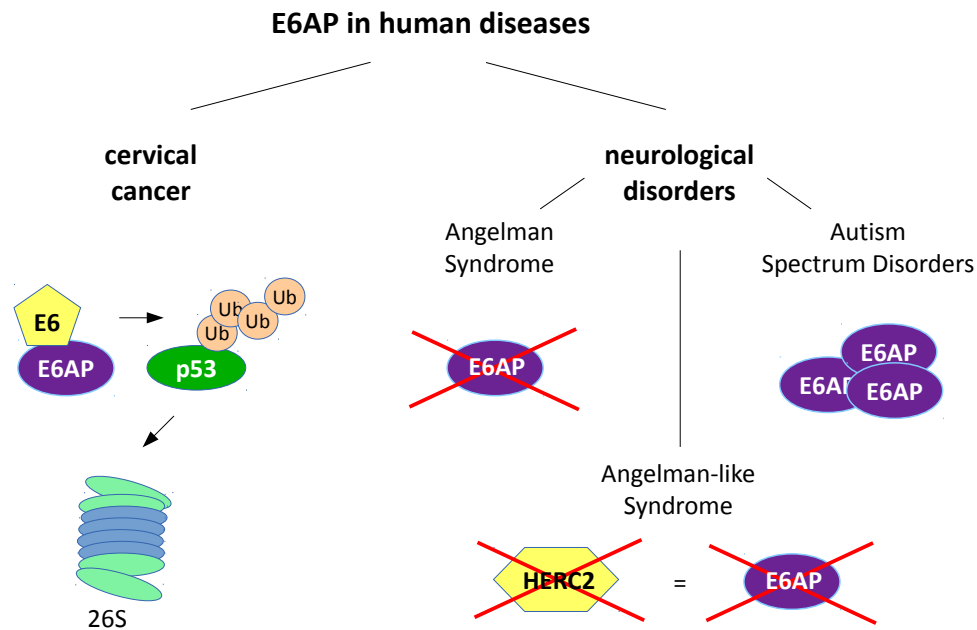 E6AP in human diseases
cervical
cancer
neurological
disorders
Angelman
Syndrome
Autism
Spectrum Disorders
E6
E6AP
p53
Ub
Ub
Ub
Ub
26S
E6AP
E6AP
E6AP
E6AP
Angelman-like
Syndrome
HERC2
=
E6AP